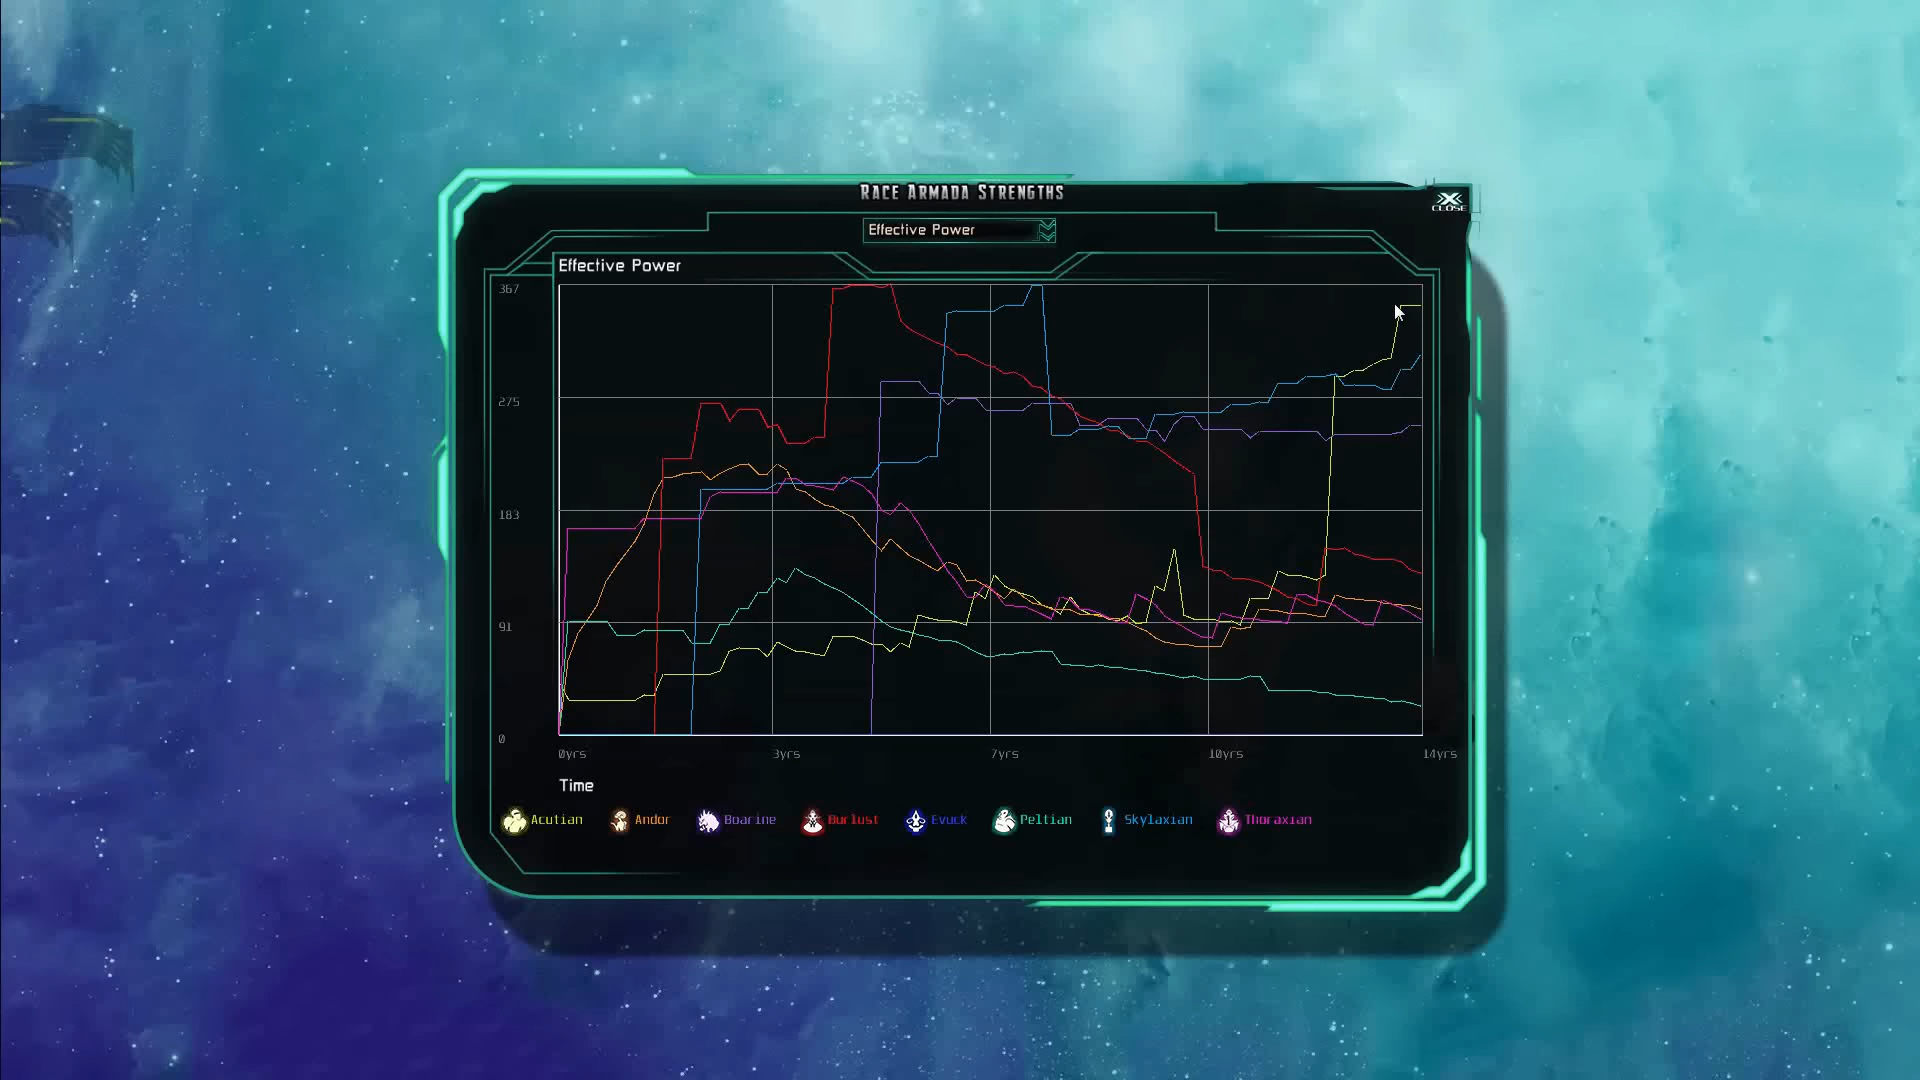 RACE ARMADA STRENGTHS
CLOSE
Effective Power
Effective Power
367
275
183
91
0
0yrs 3yrs 7yrs 10yrs 14yrs
Time
Acutian Andor Boarine Burlust Evuck Peltian Skylaxian Thoraxian